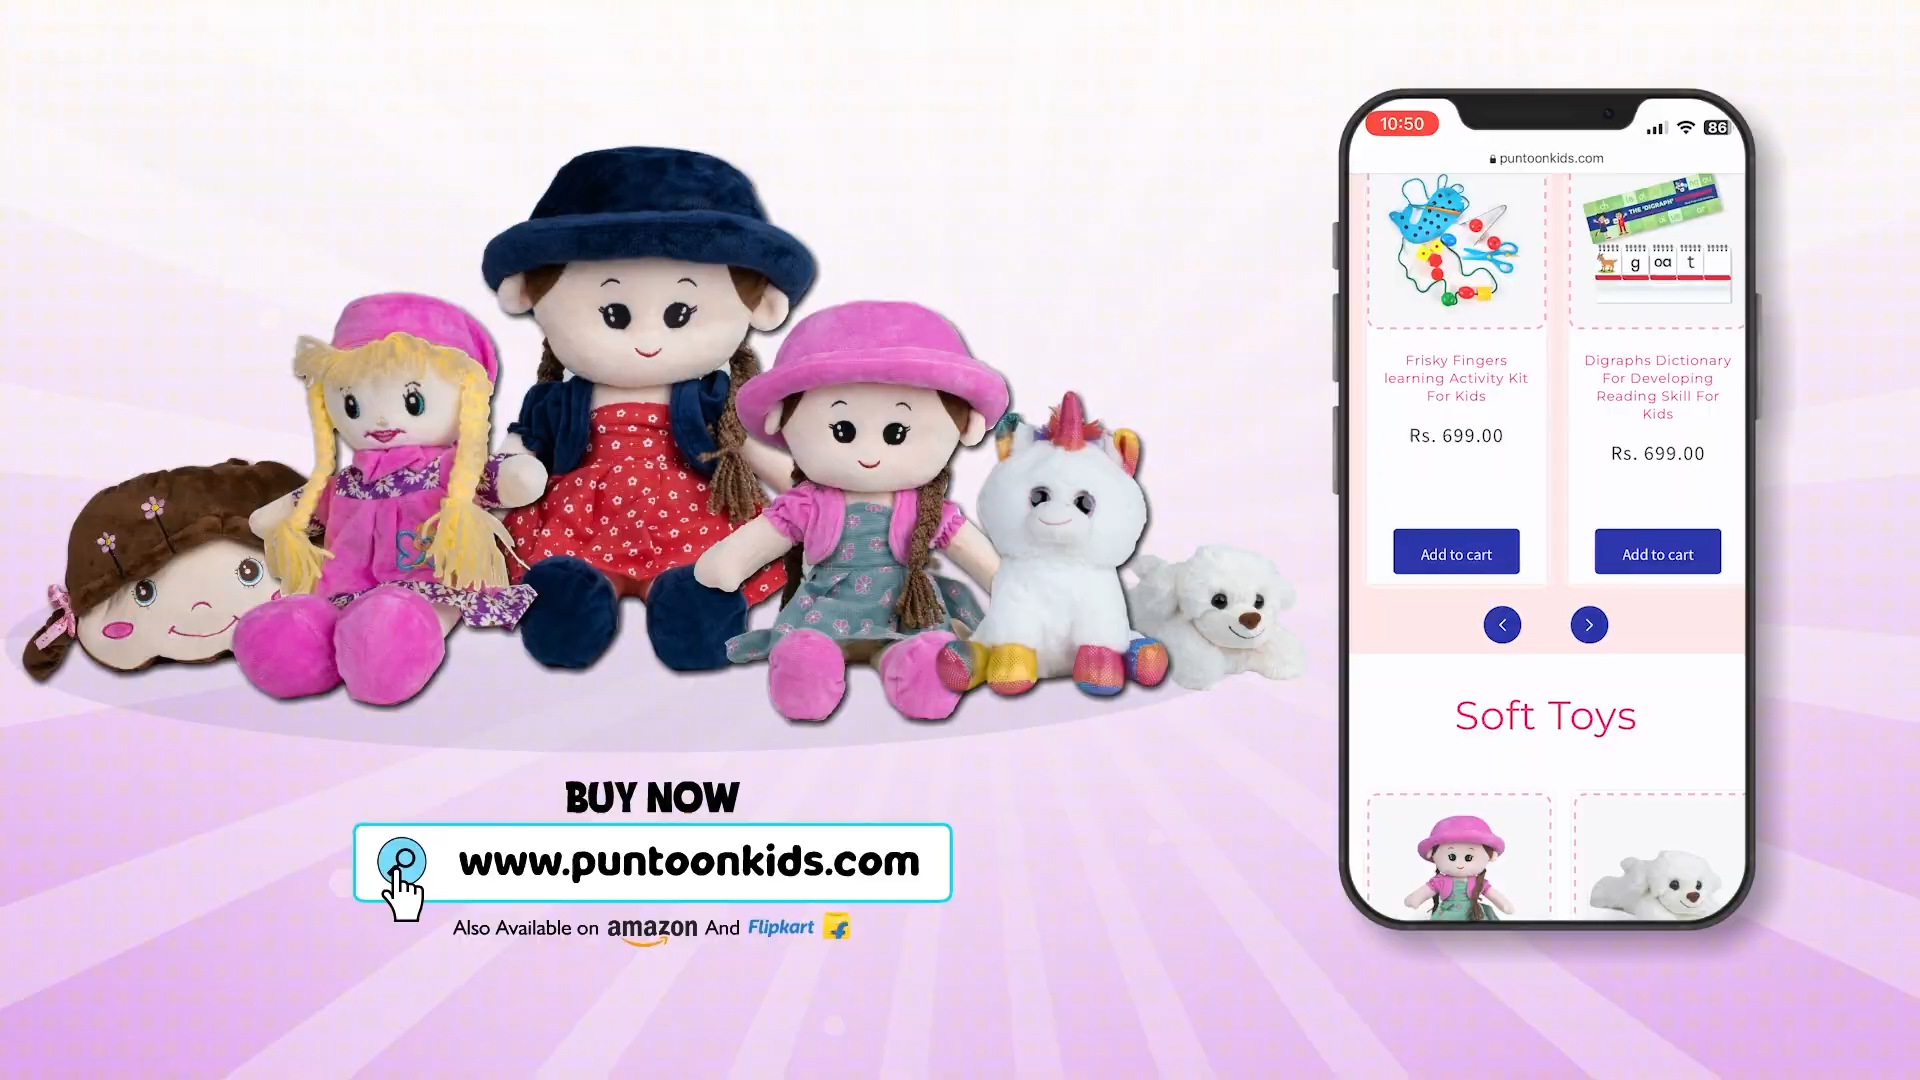 BUY NOW
www.puntoonkids.com
Also Available on amazon And Flipkart
10:50
86
puntoonkids.com
THE "DIGRAPH"
g oa t
Frisky Fingers
learning Activity Kit
For Kids
Rs. 699.00
Add to cart
Digraphs Dictionary
For Developing
Reading Skill For
Kids
Rs. 699.00
Add to cart
Soft Toys